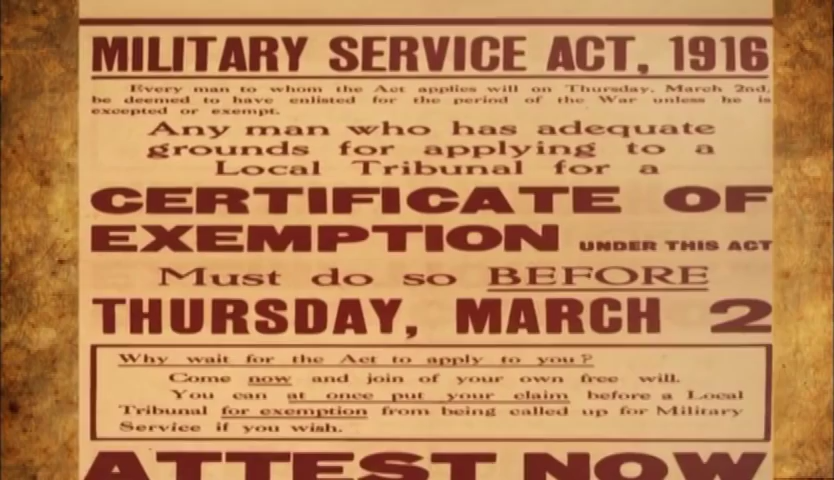 MILITARY SERVICE ACT, 1916
Every man to whom the Act applies will on Thursday, March 2nd,
be deemed to have enlisted for the period of the War unless he is
excepted or exempt.
Any man who has adequate
grounds for applying to a
Local Tribunal for a
CERTIFICATE OF
EXEMPTION UNDER THIS ACT
Must do so BEFORE
THURSDAY, MARCH 2
Why wait for the Act to apply to you?
Come now and join of your own free will.
You can at once put your claim before a Local
Tribunal for exemption from being called up for Military
Service if you wish.
ATTEST NOW